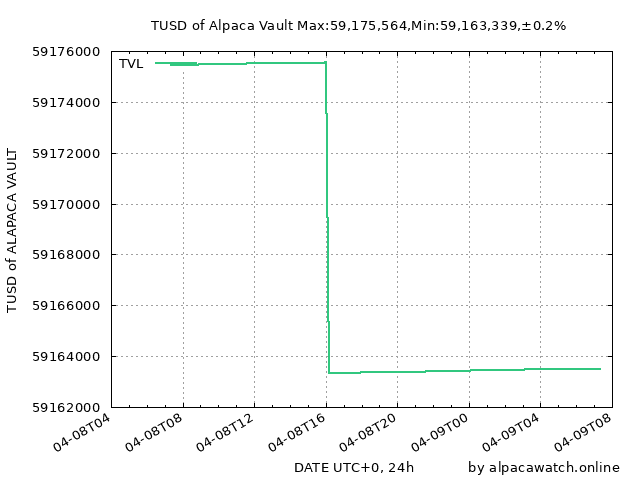 TUSD of Alpaca Vault Max:59,175,564,Min:59,163,339,±0.2%
TUSD of ALAPACA VAULT
TVL
59176000
59174000
59172000
59170000
59168000
59166000
59164000
59162000
04-08T04
04-08T08
04-08T12
04-08T16
04-08T20
04-09T00
04-09T04
04-09T08
DATE UTC+0, 24h
by alpacawatch.online